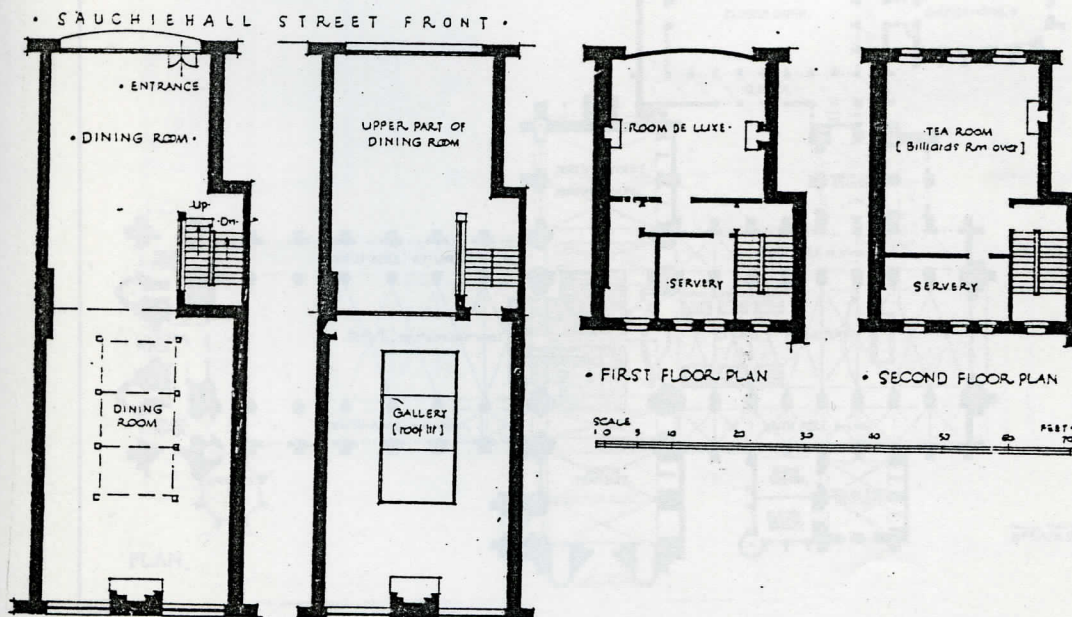 • SAUCHIEHALL STREET FRONT •
• ENTRANCE
• DINING ROOM •
Up
Dn
DINING
ROOM
UPPER PART OF
DINING ROOM
GALLERY
[roof lit]
• ROOM DE LUXE •
• SERVERY
• FIRST FLOOR PLAN
• TEA ROOM
[Billiards Rm over]
SERVERY
• SECOND FLOOR PLAN
SCALE
0 5 10 20 30 40 50 60 70
FEET
PLAN